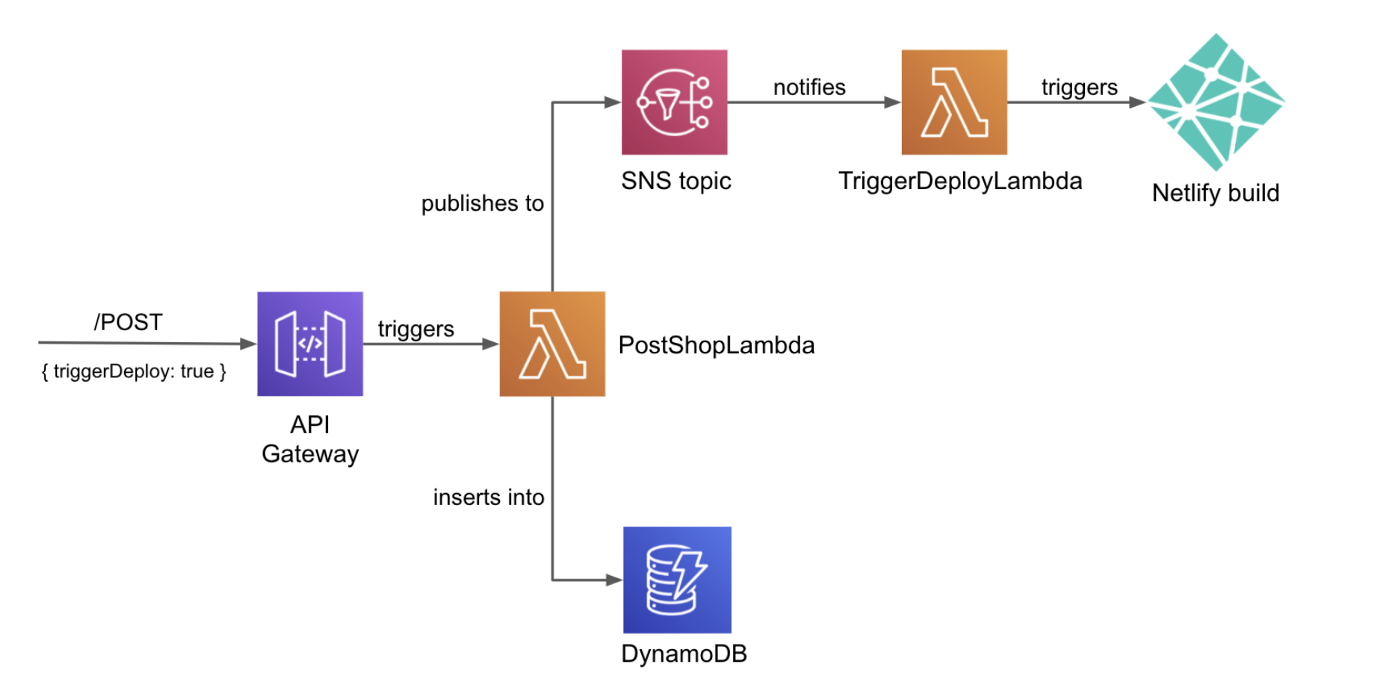 notifies
triggers
SNS topic
TriggerDeployLambda
Netlify build
publishes to
/POST
{ triggerDeploy: true }
</>
API
Gateway
triggers
PostShopLambda
inserts into
DynamoDB